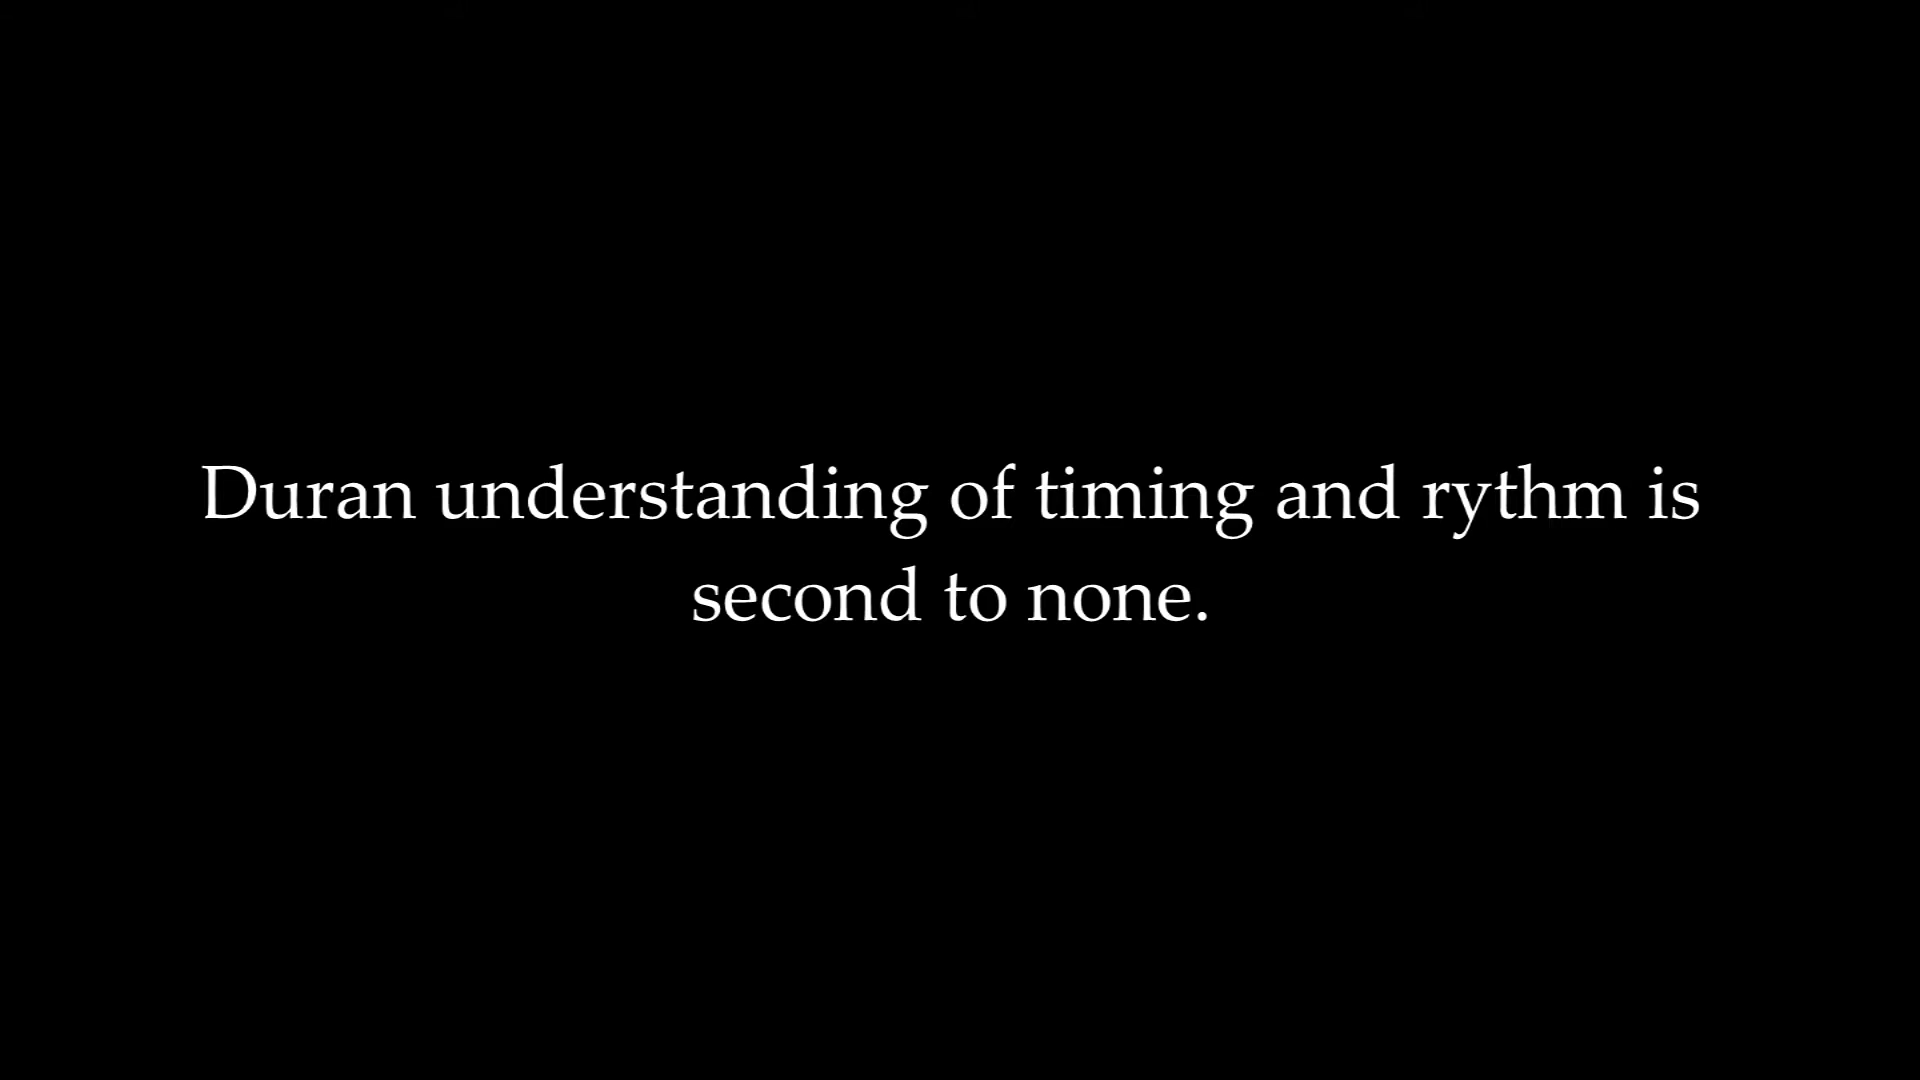 Duran understanding of timing and rythm is
second to none.